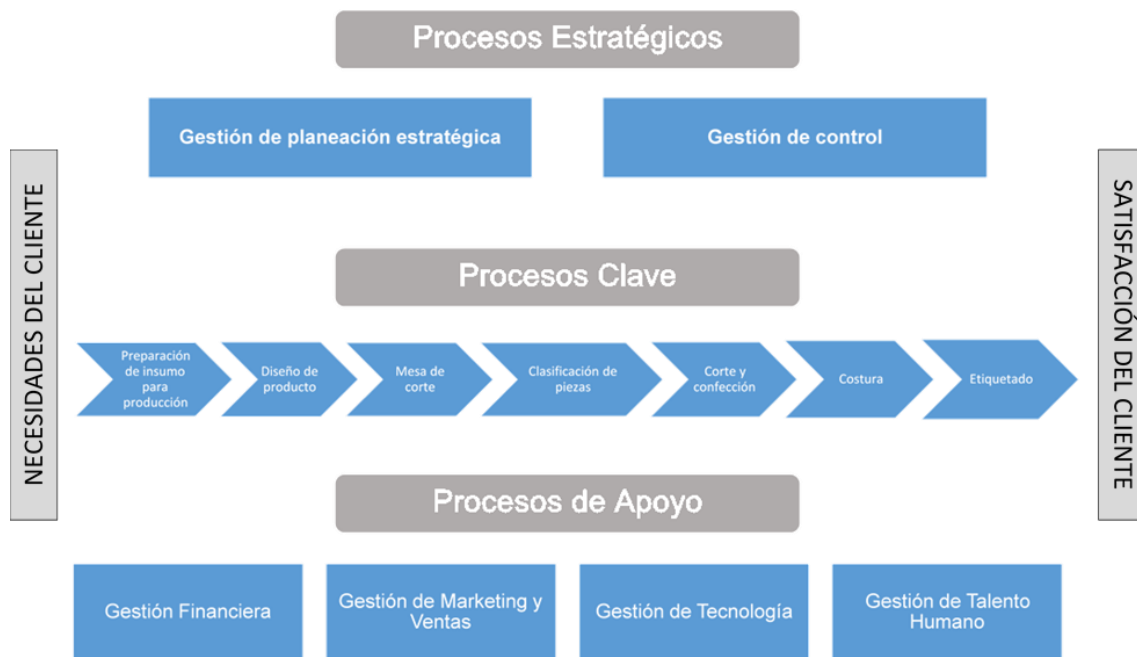 Procesos Estratégicos
Gestión de planeación estratégica
Gestión de control
NECESIDADES DEL CLIENTE
SATISFACCIÓN DEL CLIENTE
Procesos Clave
Preparación
de insumo
para
producción
Diseño de
producto
Mesa de
corte
Clasificación de
piezas
Corte y
confección
Costura
Etiquetado
Procesos de Apoyo
Gestión Financiera
Gestión de Marketing y
Ventas
Gestión de Tecnología
Gestión de Talento
Humano